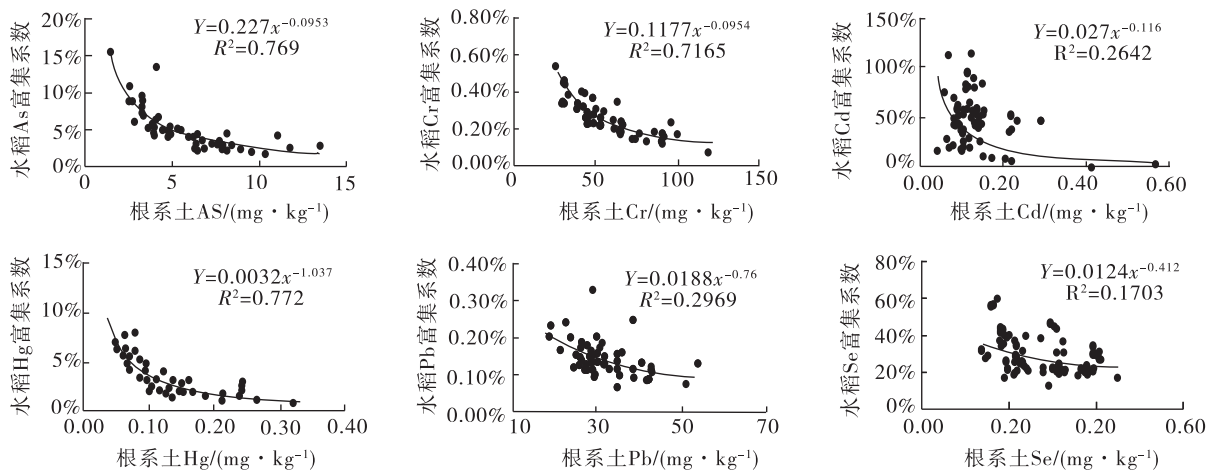 20%
15%
10%
5%
0%
水稻As富集系数
Y=0.227x^-0.0953
R²=0.769
0
5
10
15
根系土AS/(mg·kg⁻¹)
0.80%
0.60%
0.40%
0.20%
0.00%
水稻Cr富集系数
Y=0.1177x^-0.0954
R²=0.7165
0
50
100
150
根系土Cr/(mg·kg⁻¹)
150%
100%
50%
0%
水稻Cd富集系数
Y=0.027x^-0.116
R²=0.2642
0.00
0.20
0.40
0.60
根系土Cd/(mg·kg⁻¹)
15%
10%
5%
0%
水稻Hg富集系数
Y=0.0032x^-1.037
R²=0.772
0.00
0.10
0.20
0.30
0.40
根系土Hg/(mg·kg⁻¹)
0.40%
0.30%
0.20%
0.10%
0.00%
水稻Pb富集系数
Y=0.0188x^-0.76
R²=0.2969
10
30
50
70
根系土Pb/(mg·kg⁻¹)
80%
60%
40%
20%
0%
水稻Se富集系数
Y=0.0124x^-0.412
R²=0.1703
0.00
0.20
0.40
0.60
根系土Se/(mg·kg⁻¹)